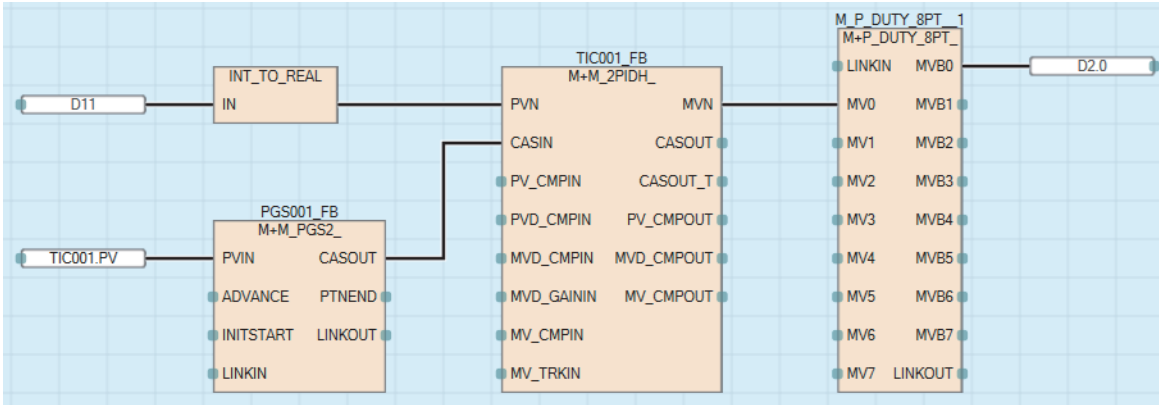 M_P_DUTY_8PT__1
M+P_DUTY_8PT_
LINKIN MVB0
D2.0
TIC001_FB
M+M_2PIDH_
INT_TO_REAL
D11
IN
PVN MVN
MV0 MVB1
CASIN CASOUT
MV1 MVB2
PV_CMPIN CASOUT_T
MV2 MVB3
PGS001_FB
M+M_PGS2_
PVD_CMPIN PV_CMPOUT
MV3 MVB4
TIC001.PV
PVIN CASOUT
MVD_CMPIN MVD_CMPOUT
MV4 MVB5
ADVANCE PTNEND
MVD_GAININ MV_CMPOUT
MV5 MVB6
INITSTART LINKOUT
MV_CMPIN
MV6 MVB7
LINKIN
MV_TRKIN
MV7 LINKOUT